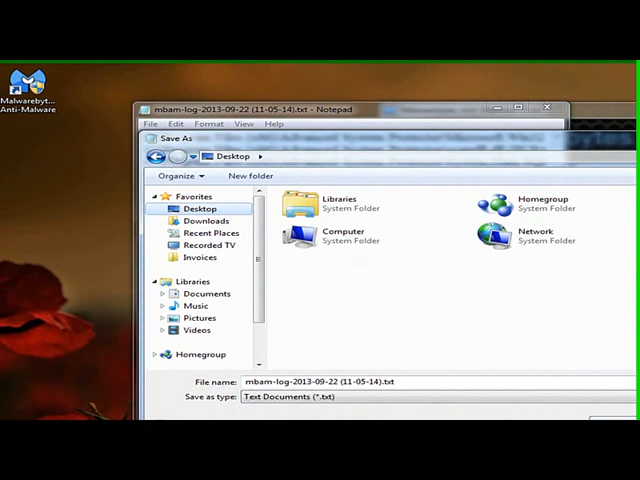 Malwarebyt...
Anti-Malware
mbam-log-2013-09-22 (11-05-14).txt - Notepad
File Edit Format View Help
Save As
Desktop
Organize New folder
Favorites
Desktop
Downloads
Recent Places
Recorded TV
Invoices
Libraries
Documents
Music
Pictures
Videos
Homegroup
Libraries
System Folder
Homegroup
System Folder
Computer
System Folder
Network
System Folder
File name: mbam-log-2013-09-22 (11-05-14).txt
Save as type: Text Documents (*.txt)